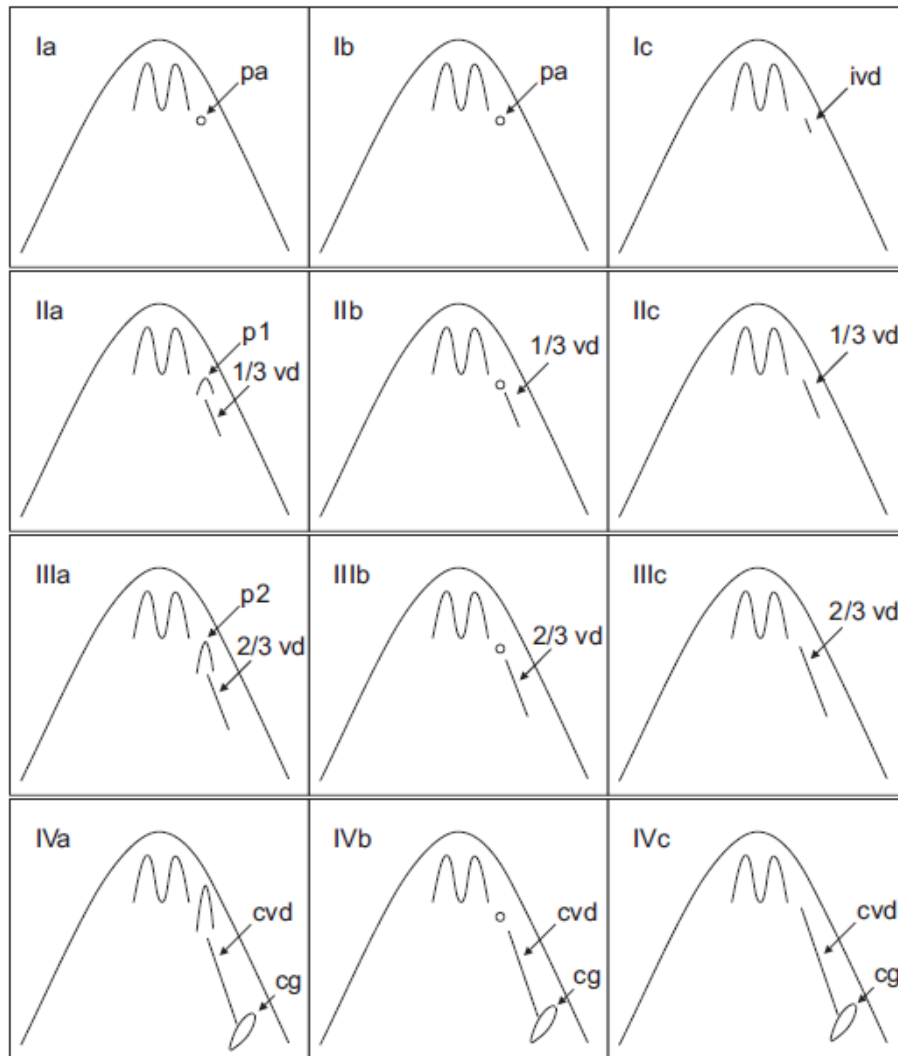 Ia
pa
Ib
pa
Ic
ivd
IIa
p1
1/3 vd
IIb
1/3 vd
IIc
1/3 vd
IIIa
p2
2/3 vd
IIIb
2/3 vd
IIIc
2/3 vd
IVa
cvd
cg
IVb
cvd
cg
IVc
cvd
cg